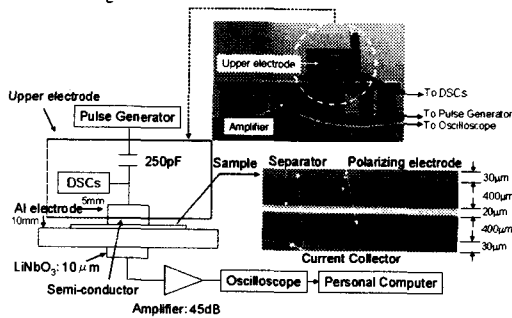 Upper electrode
To DSCs
To Pulse Generator
To Oscilloscope
Amplifier
Upper electrode
Pulse Generator
250pF
DSCs
Sample
Separator
Polarizing electrode
30μm
400μm
20μm
400μm
30μm
Current Collector
5mm
Al electrode
10mm
LiNbO₃: 10μm
Semi-conductor
Amplifier: 45dB
Oscilloscope
Personal Computer